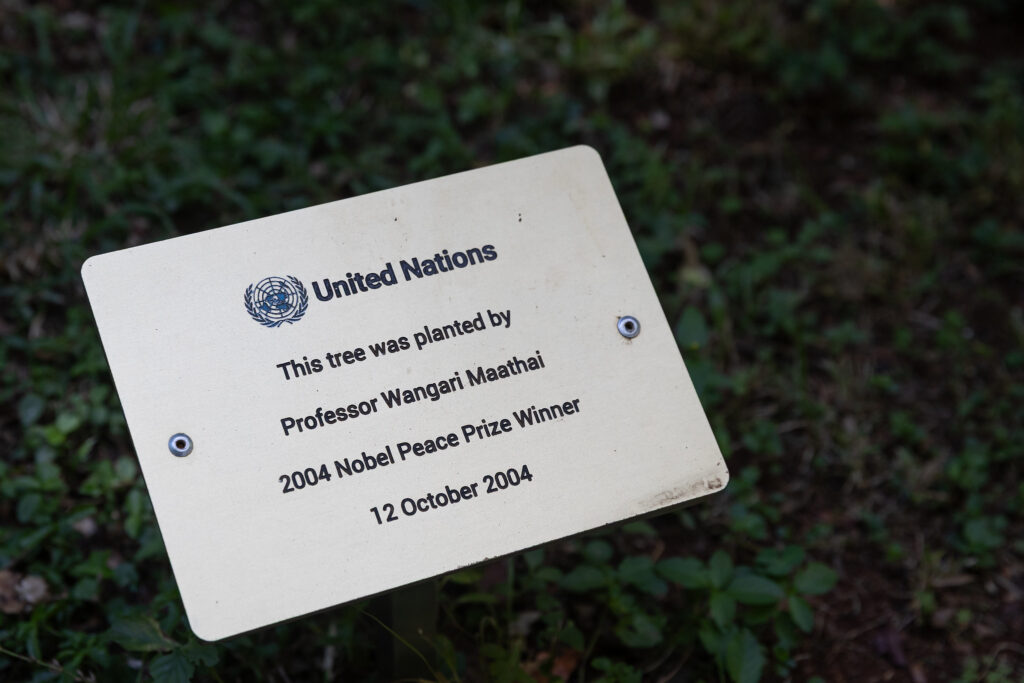 United Nations
This tree was planted by
Professor Wangari Maathai
2004 Nobel Peace Prize Winner
12 October 2004